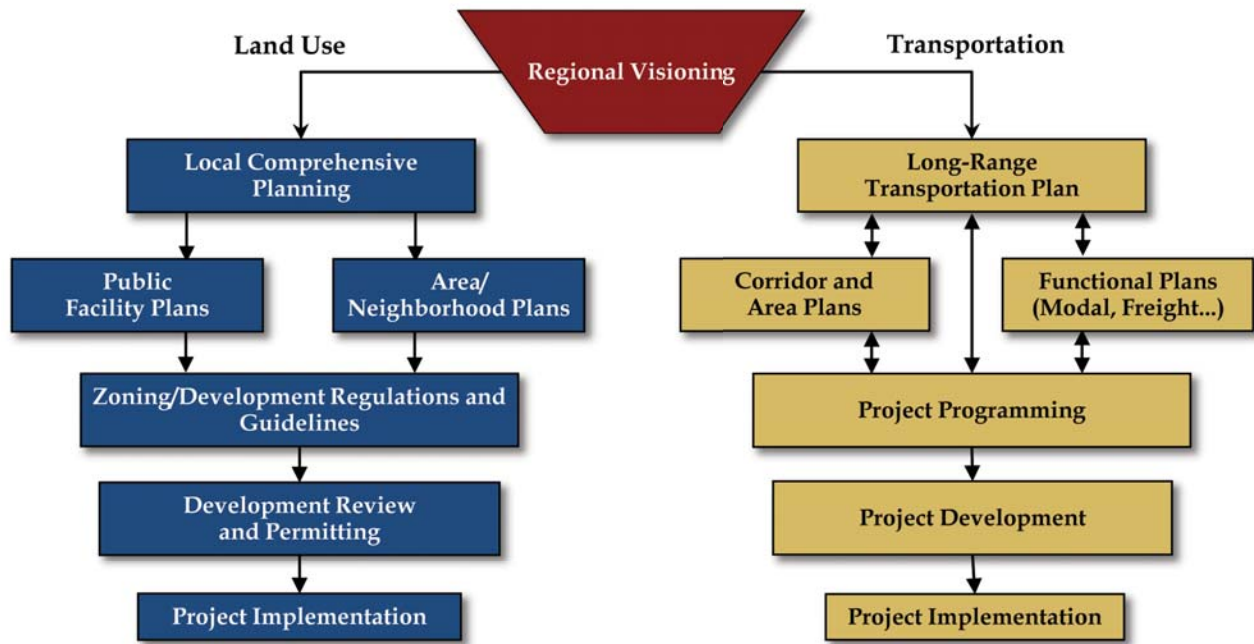 Land Use
Regional Visioning
Transportation
Local Comprehensive
Planning
Long-Range
Transportation Plan
Public
Facility Plans
Area/
Neighborhood Plans
Corridor and
Area Plans
Functional Plans
(Modal, Freight...)
Zoning/Development Regulations and
Guidelines
Project Programming
Development Review
and Permitting
Project Development
Project Implementation
Project Implementation